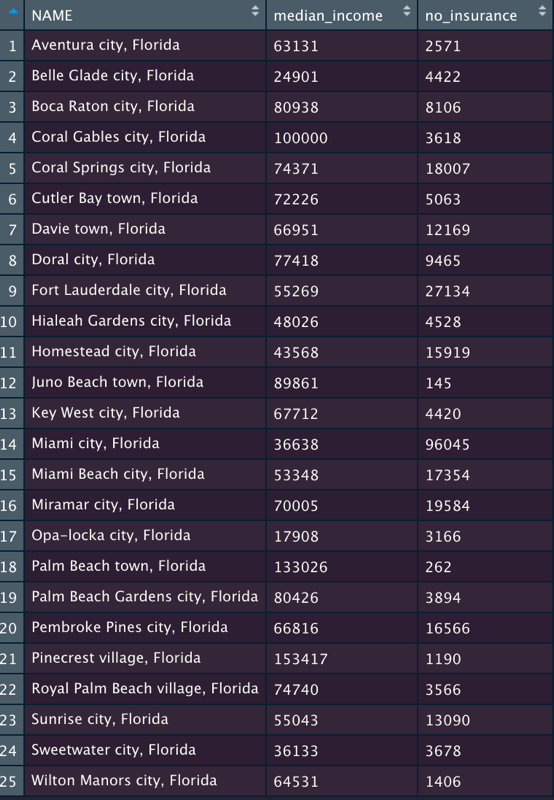 NAME median_income no_insurance
1 Aventura city, Florida 63131 2571
2 Belle Glade city, Florida 24901 4422
3 Boca Raton city, Florida 80938 8106
4 Coral Gables city, Florida 100000 3618
5 Coral Springs city, Florida 74371 18007
6 Cutler Bay town, Florida 72226 5063
7 Davie town, Florida 66951 12169
8 Doral city, Florida 77418 9465
9 Fort Lauderdale city, Florida 55269 27134
10 Hialeah Gardens city, Florida 48026 4528
11 Homestead city, Florida 43568 15919
12 Juno Beach town, Florida 89861 145
13 Key West city, Florida 67712 4420
14 Miami city, Florida 36638 96045
15 Miami Beach city, Florida 53348 17354
16 Miramar city, Florida 70005 19584
17 Opa-locka city, Florida 17908 3166
18 Palm Beach town, Florida 133026 262
19 Palm Beach Gardens city, Florida 80426 3894
20 Pembroke Pines city, Florida 66816 16566
21 Pinecrest village, Florida 153417 1190
22 Royal Palm Beach village, Florida 74740 3566
23 Sunrise city, Florida 55043 13090
24 Sweetwater city, Florida 36133 3678
25 Wilton Manors city, Florida 64531 1406